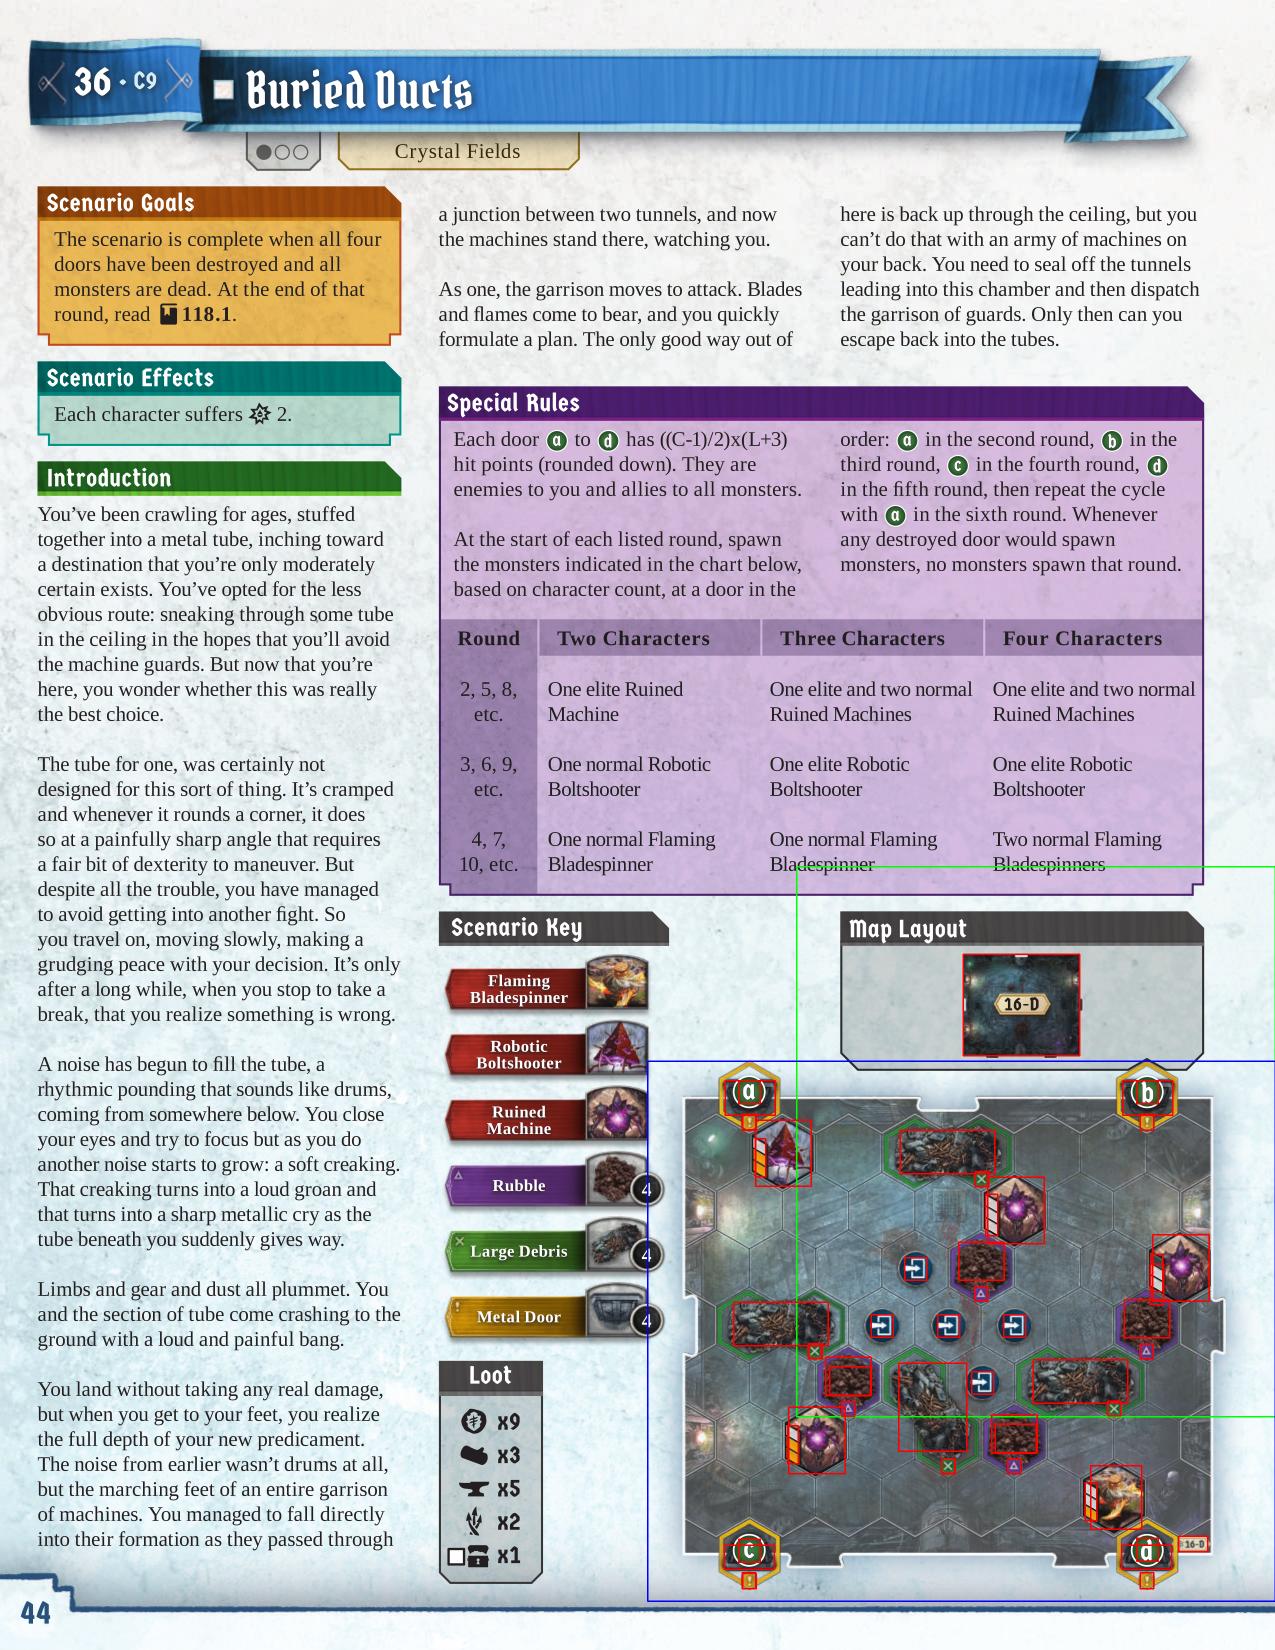 36 · C9
Buried Ducts
Crystal Fields
Scenario Goals
The scenario is complete when all four
doors have been destroyed and all
monsters are dead. At the end of that
round, read 118.1.
Scenario Effects
Each character suffers 2.
Introduction
You’ve been crawling for ages, stuffed
together into a metal tube, inching toward
a destination that you’re only moderately
certain exists. You’ve opted for the less
obvious route: sneaking through some tube
in the ceiling in the hopes that you’ll avoid
the machine guards. But now that you’re
here, you wonder whether this was really
the best choice.
The tube for one, was certainly not
designed for this sort of thing. It’s cramped
and whenever it rounds a corner, it does
so at a painfully sharp angle that requires
a fair bit of dexterity to maneuver. But
despite all the trouble, you have managed
to avoid getting into another fight. So
you travel on, moving slowly, making a
grudging peace with your decision. It’s only
after a long while, when you stop to take a
break, that you realize something is wrong.
A noise has begun to fill the tube, a
rhythmic pounding that sounds like drums,
coming from somewhere below. You close
your eyes and try to focus but as you do
another noise starts to grow: a soft creaking.
That creaking turns into a loud groan and
that turns into a sharp metallic cry as the
tube beneath you suddenly gives way.
Limbs and gear and dust all plummet. You
and the section of tube come crashing to the
ground with a loud and painful bang.
You land without taking any real damage,
but when you get to your feet, you realize
the full depth of your new predicament.
The noise from earlier wasn’t drums at all,
but the marching feet of an entire garrison
of machines. You managed to fall directly
into their formation as they passed through
a junction between two tunnels, and now
the machines stand there, watching you.
As one, the garrison moves to attack. Blades
and flames come to bear, and you quickly
formulate a plan. The only good way out of
here is back up through the ceiling, but you
can’t do that with an army of machines on
your back. You need to seal off the tunnels
leading into this chamber and then dispatch
the garrison of guards. Only then can you
escape back into the tubes.
Special Rules
Each door a to d has ((C-1)/2)x(L+3)
hit points (rounded down). They are
enemies to you and allies to all monsters.
At the start of each listed round, spawn
the monsters indicated in the chart below,
based on character count, at a door in the
order: a in the second round, b in the
third round, c in the fourth round, d
in the fifth round, then repeat the cycle
with a in the sixth round. Whenever
any destroyed door would spawn
monsters, no monsters spawn that round.
Round Two Characters Three Characters Four Characters
2, 5, 8, One elite Ruined One elite and two normal One elite and two normal
etc. Machine Ruined Machines Ruined Machines
3, 6, 9, One normal Robotic One elite Robotic One elite Robotic
etc. Boltshooter Boltshooter Boltshooter
4, 7, One normal Flaming One normal Flaming Two normal Flaming
10, etc. Bladespinner Bladespinner Bladespinners
Scenario Key
Flaming
Bladespinner
Robotic
Boltshooter
Ruined
Machine
Rubble 4
Large Debris 4
Metal Door 4
Loot
x9
x3
x5
x2
x1
Map Layout
16-D
a b
c d
16-D
44